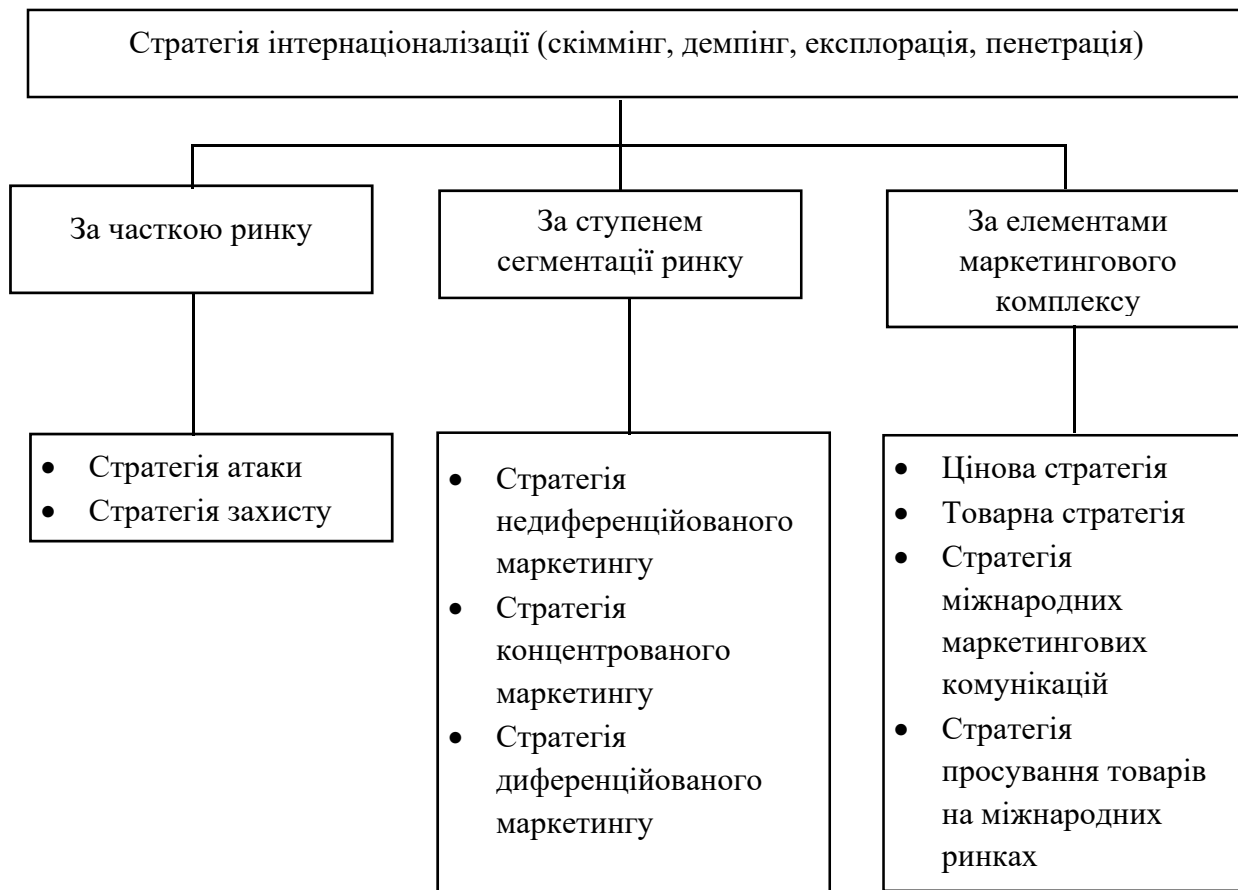 Стратегія інтернаціоналізації (скіммінг, демпінг, експлорація, пенетрація)
За часткою ринку
За ступенем
сегментації ринку
За елементами
маркетингового
комплексу
• Стратегія атаки
• Стратегія захисту
• Стратегія
недиференційованого
маркетингу
• Стратегія
концентрованого
маркетингу
• Стратегія
диференційованого
маркетингу
• Цінова стратегія
• Товарна стратегія
• Стратегія
міжнародних
маркетингових
комунікацій
• Стратегія
просування товарів
на міжнародних
ринках